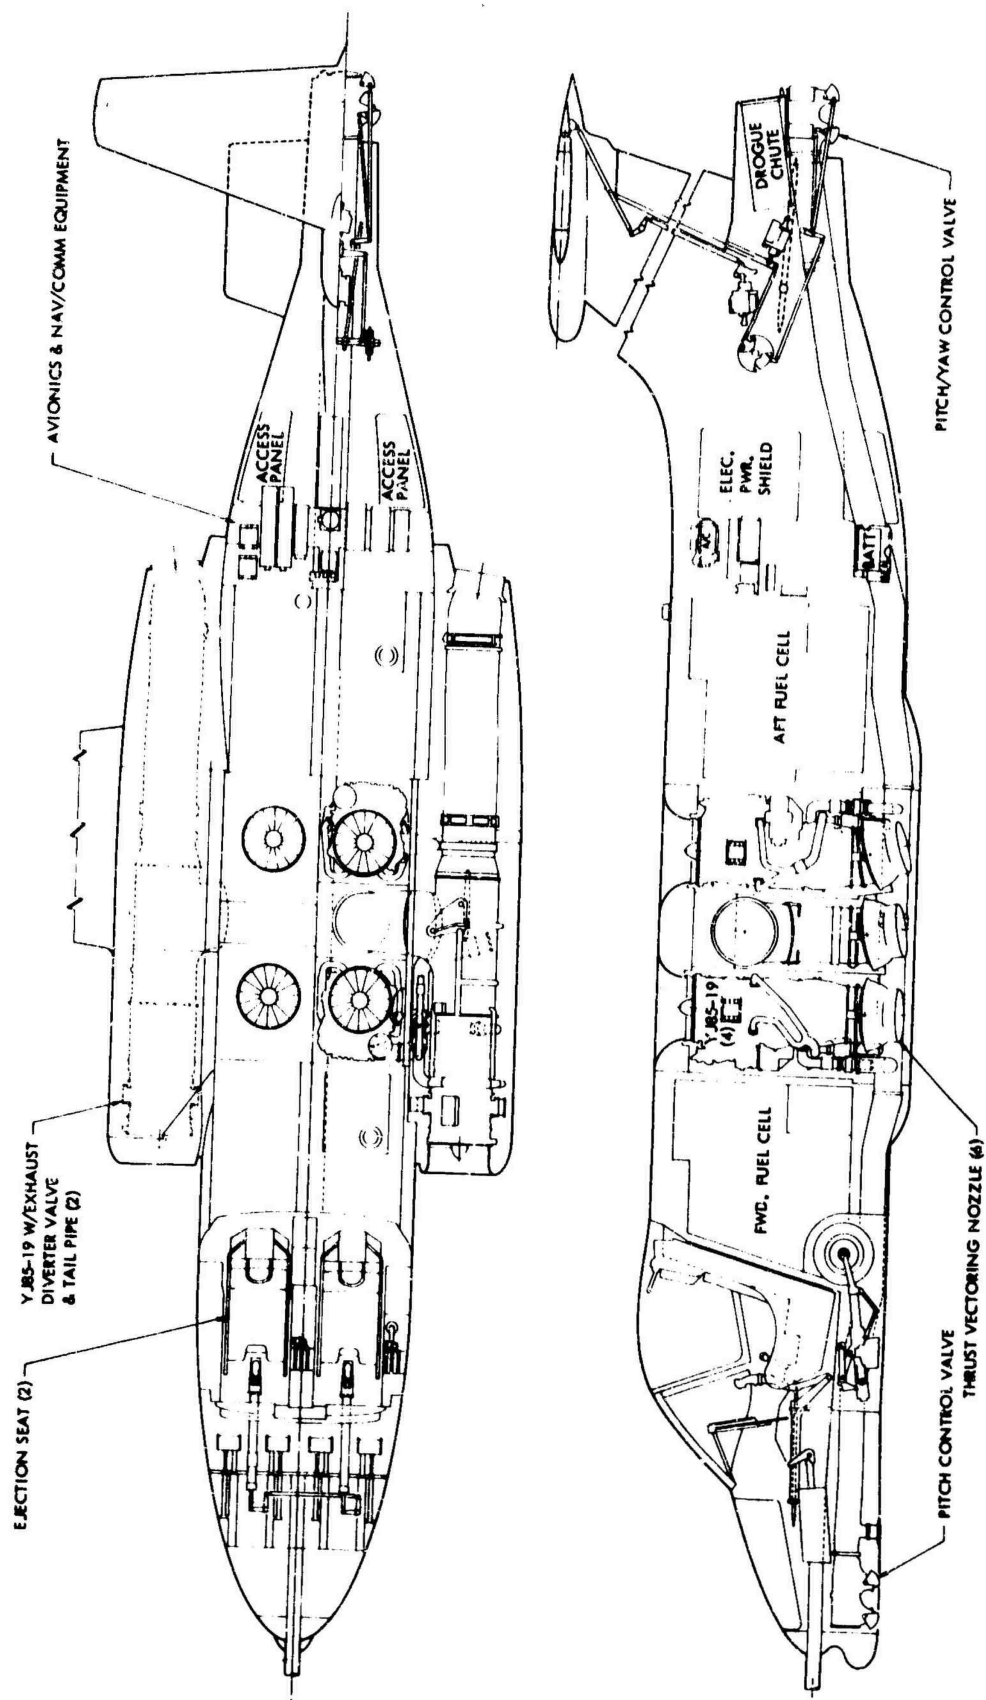 EJECTION SEAT (2)
YJ85-19 W/EXHAUST
DIVERTER VALVE
& TAIL PIPE (2)
AVIONICS & NAV/COMM EQUIPMENT
ACCESS
PANEL
ACCESS
PANEL
FWD. FUEL CELL
YJ85-19
(4)
AFT FUEL CELL
A/C
ELEC.
PWR.
SHIELD
BATT
DROGUE
CHUTE
PITCH CONTROL VALVE
THRUST VECTORING NOZZLE (6)
PITCH/YAW CONTROL VALVE